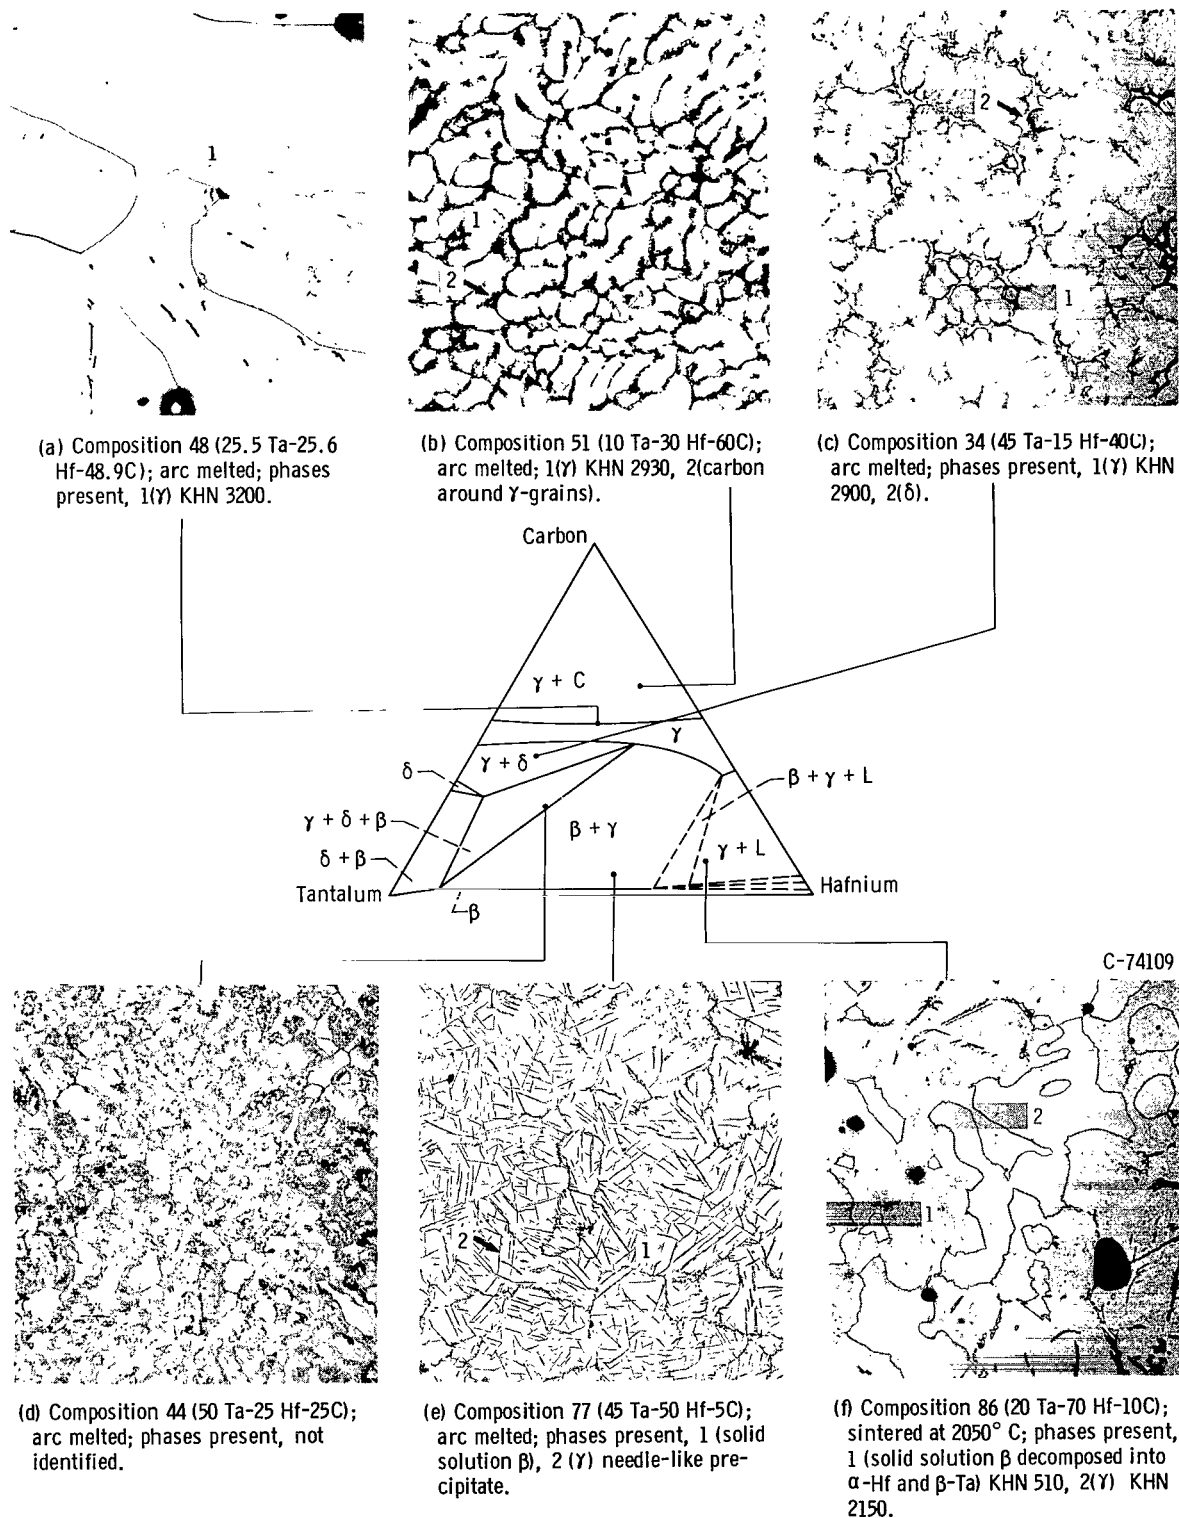 1
1
2
2
1
(a) Composition 48 (25.5 Ta-25.6
Hf-48.9C); arc melted; phases
present, 1(γ) KHN 3200.
(b) Composition 51 (10 Ta-30 Hf-60C);
arc melted; 1(γ) KHN 2930, 2(carbon
around γ-grains).
(c) Composition 34 (45 Ta-15 Hf-40C);
arc melted; phases present, 1(γ) KHN
2900, 2(δ).
Carbon
γ + C
γ
γ + δ
δ
β + γ + L
γ + δ + β
β + γ
γ + L
δ + β
Tantalum
Hafnium
β
C-74109
2
1
2
1
(d) Composition 44 (50 Ta-25 Hf-25C);
arc melted; phases present, not
identified.
(e) Composition 77 (45 Ta-50 Hf-5C);
arc melted; phases present, 1 (solid
solution β), 2 (γ) needle-like pre-
cipitate.
(f) Composition 86 (20 Ta-70 Hf-10C);
sintered at 2050° C; phases present,
1 (solid solution β decomposed into
α-Hf and β-Ta) KHN 510, 2(γ) KHN
2150.